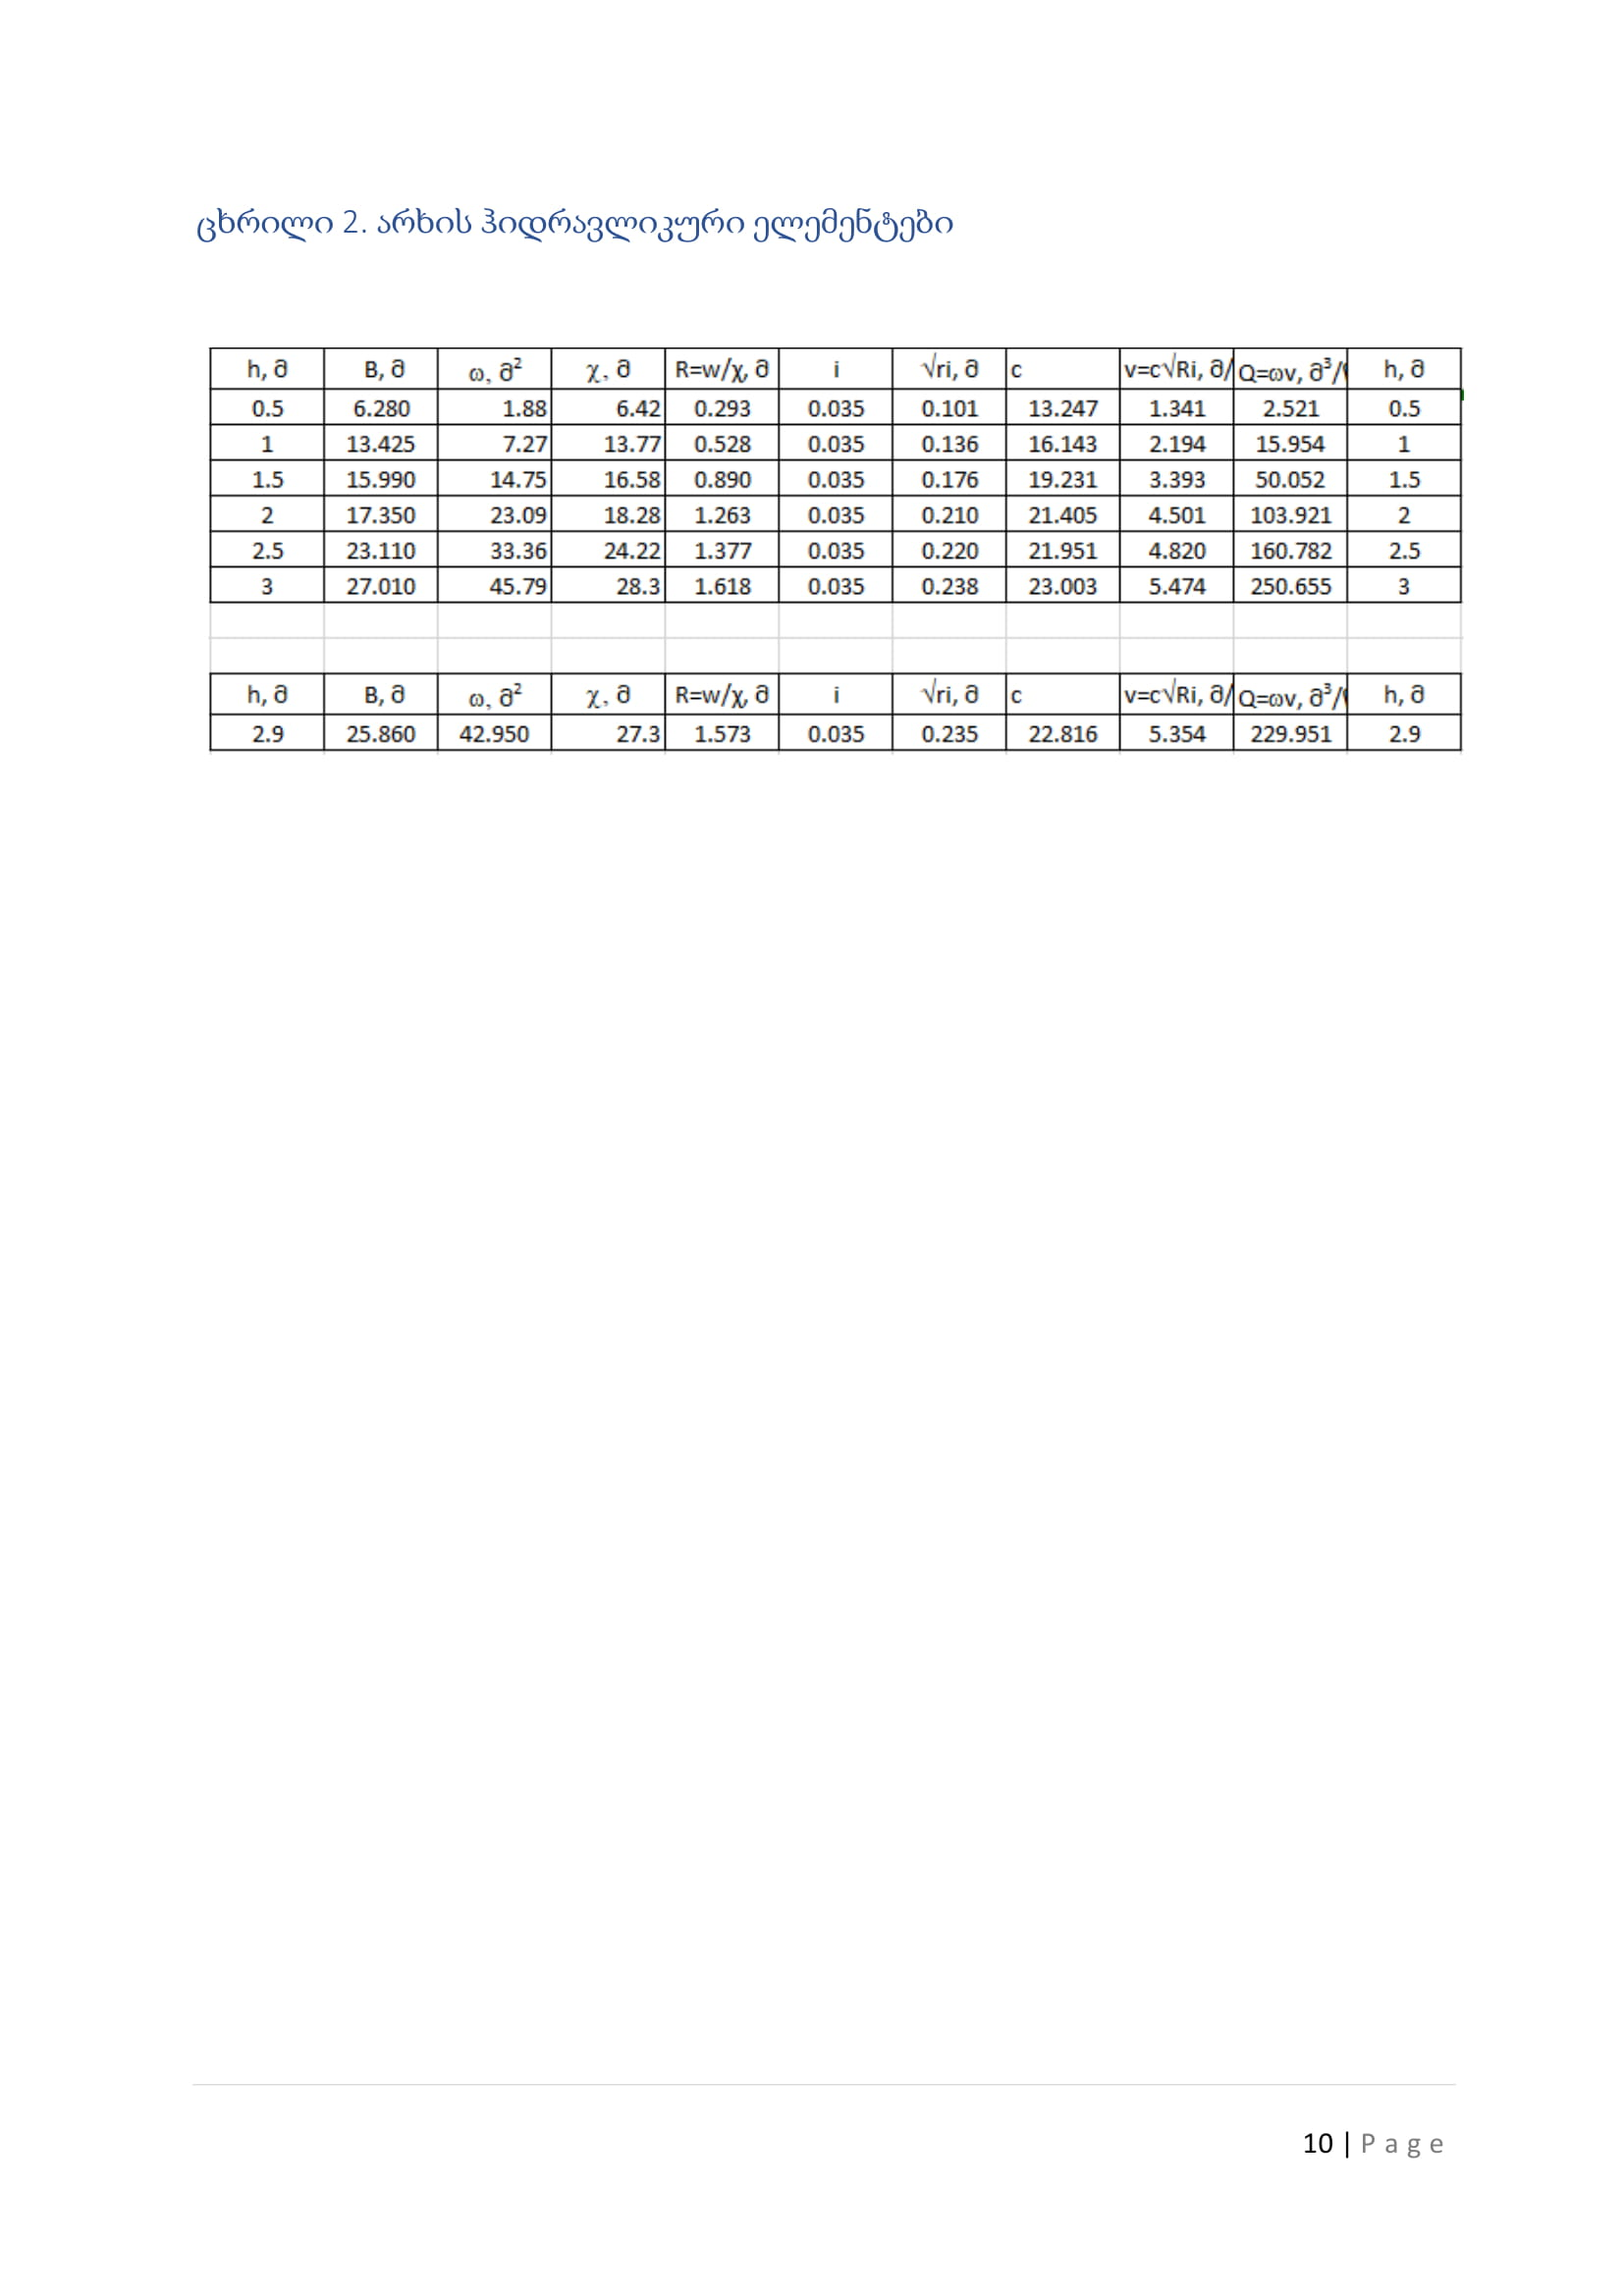 ცხრილი 2. არხის ჰიდრავლიკური ელემენტები
h, მ B, მ ω, მ² χ, მ R=w/χ, მ i √ri, მ c v=c√Ri, მ/ Q=ωv, მ³/ h, მ
0.5 6.280 1.88 6.42 0.293 0.035 0.101 13.247 1.341 2.521 0.5
1 13.425 7.27 13.77 0.528 0.035 0.136 16.143 2.194 15.954 1
1.5 15.990 14.75 16.58 0.890 0.035 0.176 19.231 3.393 50.052 1.5
2 17.350 23.09 18.28 1.263 0.035 0.210 21.405 4.501 103.921 2
2.5 23.110 33.36 24.22 1.377 0.035 0.220 21.951 4.820 160.782 2.5
3 27.010 45.79 28.3 1.618 0.035 0.238 23.003 5.474 250.655 3
h, მ B, მ ω, მ² χ, მ R=w/χ, მ i √ri, მ c v=c√Ri, მ/ Q=ωv, მ³/ h, მ
2.9 25.860 42.950 27.3 1.573 0.035 0.235 22.816 5.354 229.951 2.9
10 | Page